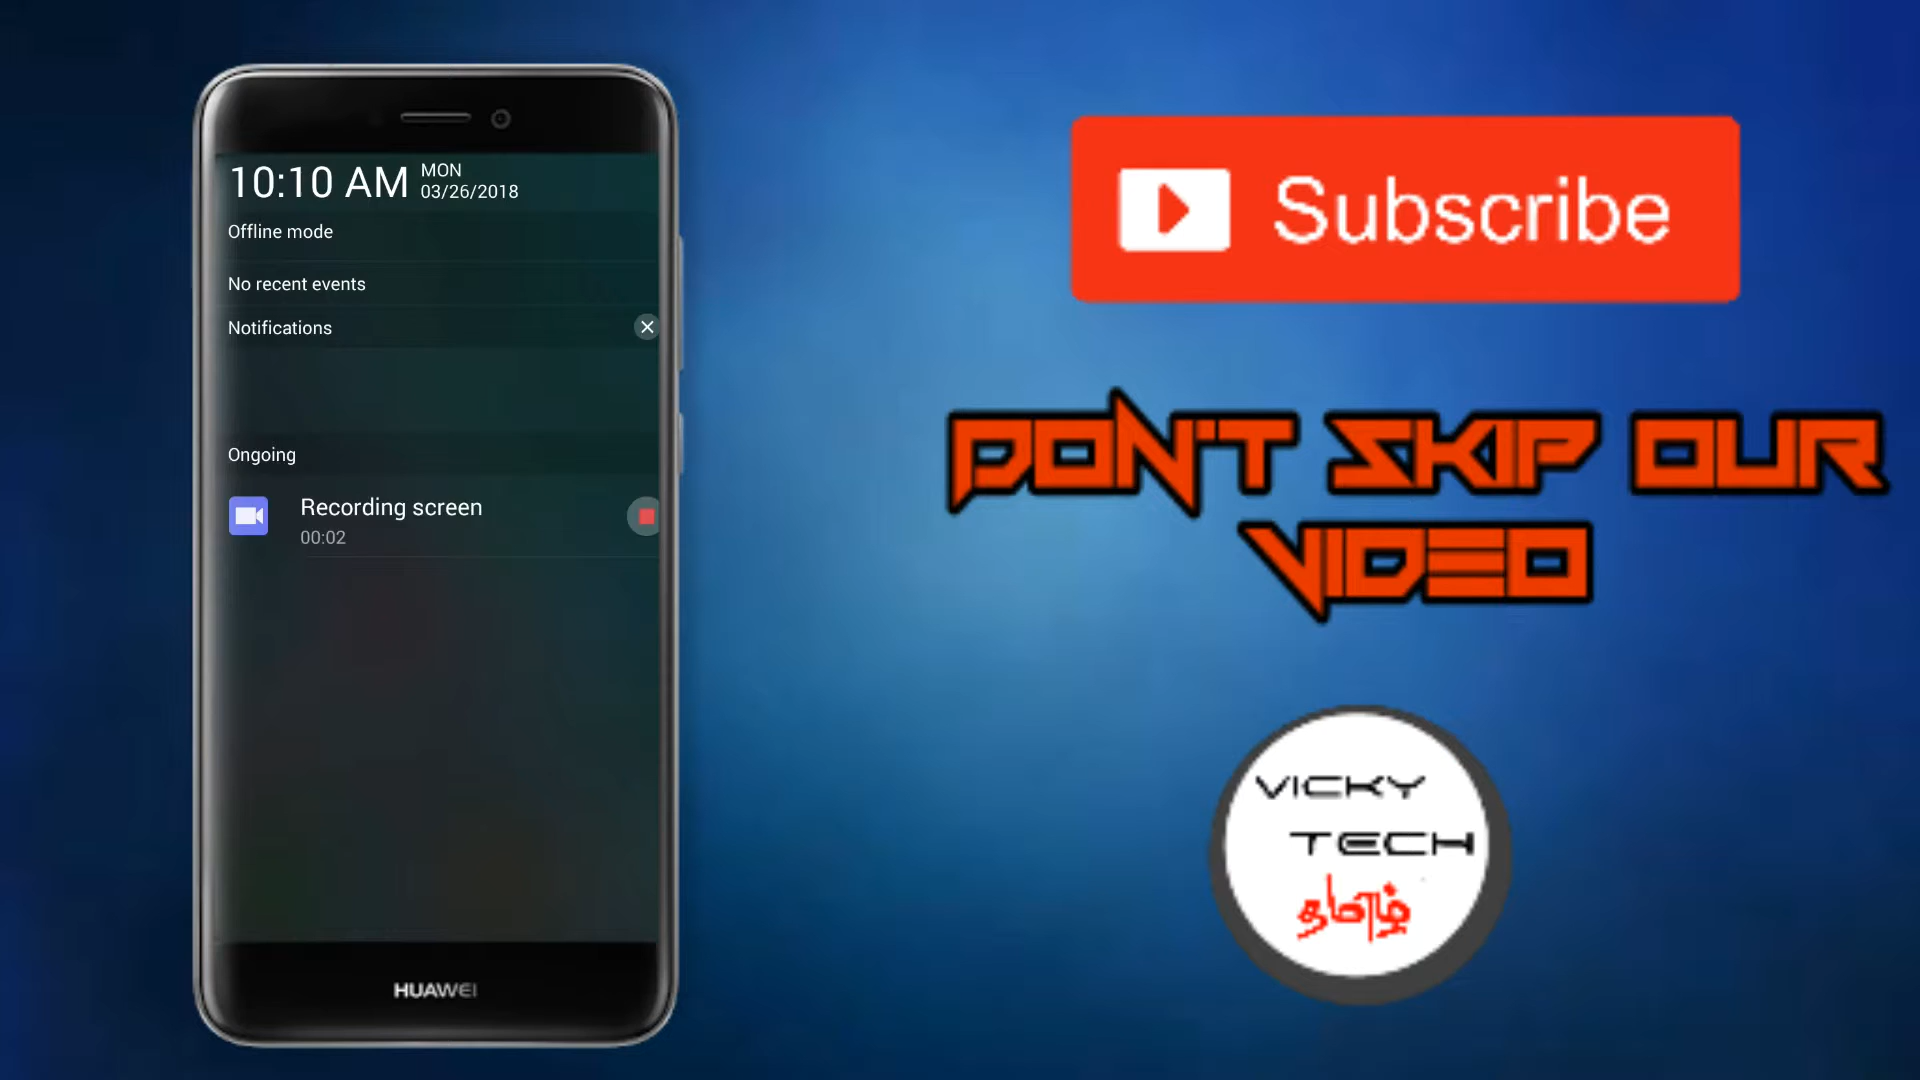 10:10 AM
MON
03/26/2018
Offline mode
No recent events
Notifications
Ongoing
Recording screen
00:02
HUAWEI
Subscribe
DON'T SKIP OUR
VIDEO
VICKY
TECH
தமிழ்